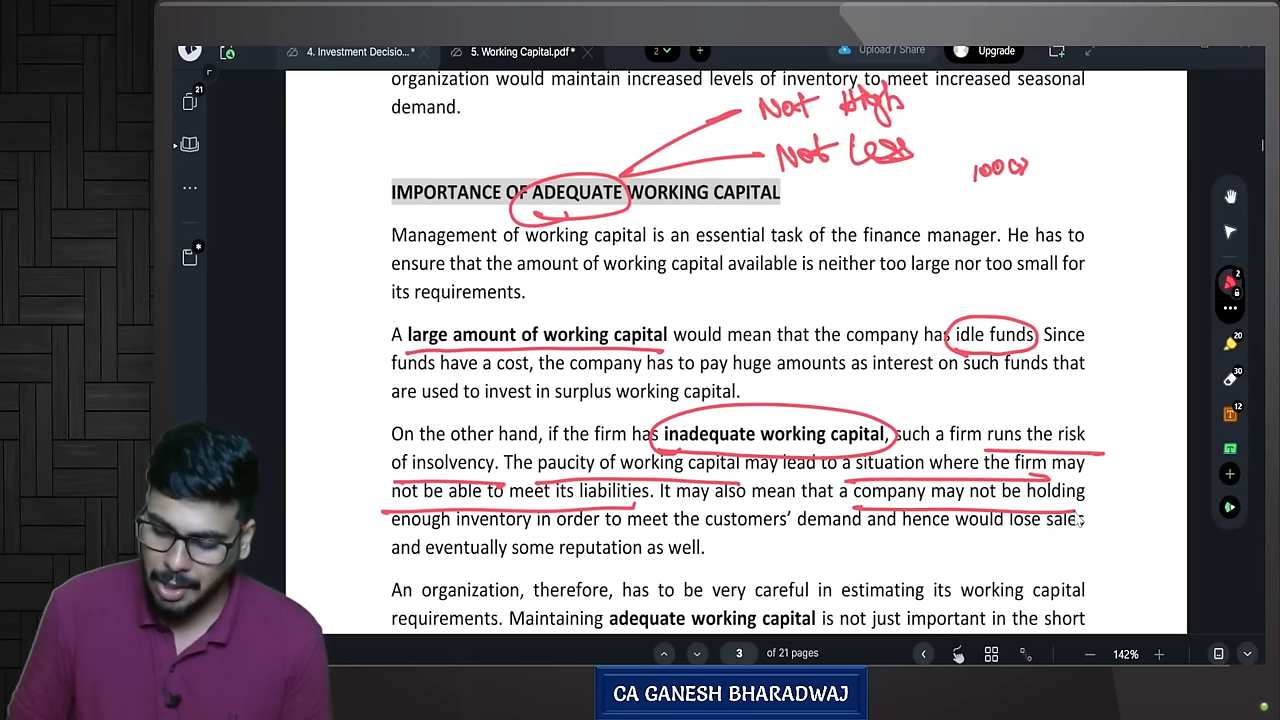 4. Investment Decisio...*
5. Working Capital.pdf*
2
Upload / Share
Upgrade
organization would maintain increased levels of inventory to meet increased seasonal
demand.
Not High
Not Less
100 Cr
IMPORTANCE OF ADEQUATE WORKING CAPITAL
Management of working capital is an essential task of the finance manager. He has to
ensure that the amount of working capital available is neither too large nor too small for
its requirements.
A large amount of working capital would mean that the company has idle funds. Since
funds have a cost, the company has to pay huge amounts as interest on such funds that
are used to invest in surplus working capital.
On the other hand, if the firm has inadequate working capital, such a firm runs the risk
of insolvency. The paucity of working capital may lead to a situation where the firm may
not be able to meet its liabilities. It may also mean that a company may not be holding
enough inventory in order to meet the customers' demand and hence would lose sales
and eventually some reputation as well.
An organization, therefore, has to be very careful in estimating its working capital
requirements. Maintaining adequate working capital is not just important in the short
21
2
20
30
12
3 of 21 pages
142%
CA GANESH BHARADWAJ